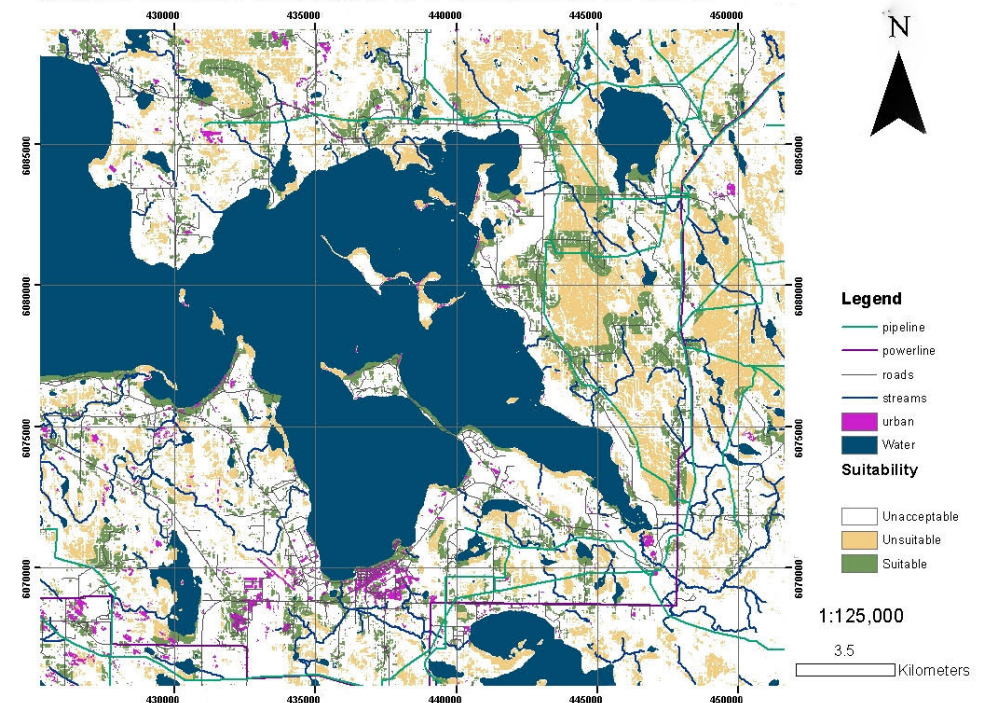 430000 435000 440000 445000 450000
N
6085000 6085000
6080000 6080000
6075000 6075000
6070000 6070000
Legend
pipeline
powerline
roads
streams
urban
Water
Suitability
Unacceptable
Unsuitable
Suitable
1:125,000
3.5
Kilometers
430000 435000 440000 445000 450000